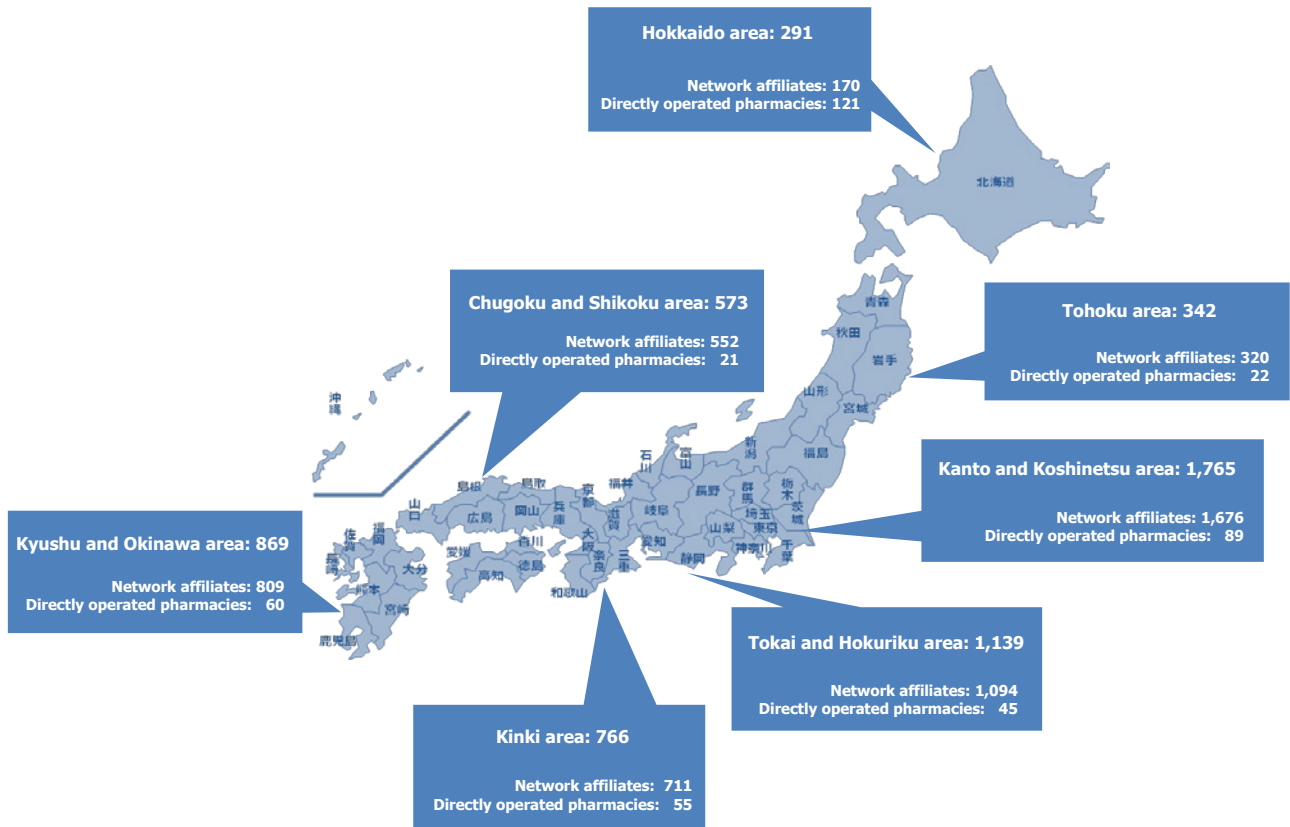 Hokkaido area: 291
Network affiliates: 170
Directly operated pharmacies: 121
北海道
Chugoku and Shikoku area: 573
Network affiliates: 552
Directly operated pharmacies: 21
Tohoku area: 342
Network affiliates: 320
Directly operated pharmacies: 22
青森
秋田
岩手
山形
宮城
福島
新潟
沖縄
Kanto and Koshinetsu area: 1,765
Network affiliates: 1,676
Directly operated pharmacies: 89
石川
富山
福井
長野
群馬
栃木
茨城
埼玉
東京
山梨
神奈川
千葉
岐阜
愛知
静岡
三重
滋賀
京都
大阪
奈良
和歌山
兵庫
鳥取
島根
岡山
広島
山口
香川
徳島
愛媛
高知
Kyushu and Okinawa area: 869
Network affiliates: 809
Directly operated pharmacies: 60
福岡
佐賀
長崎
大分
熊本
宮崎
鹿児島
Tokai and Hokuriku area: 1,139
Network affiliates: 1,094
Directly operated pharmacies: 45
Kinki area: 766
Network affiliates: 711
Directly operated pharmacies: 55